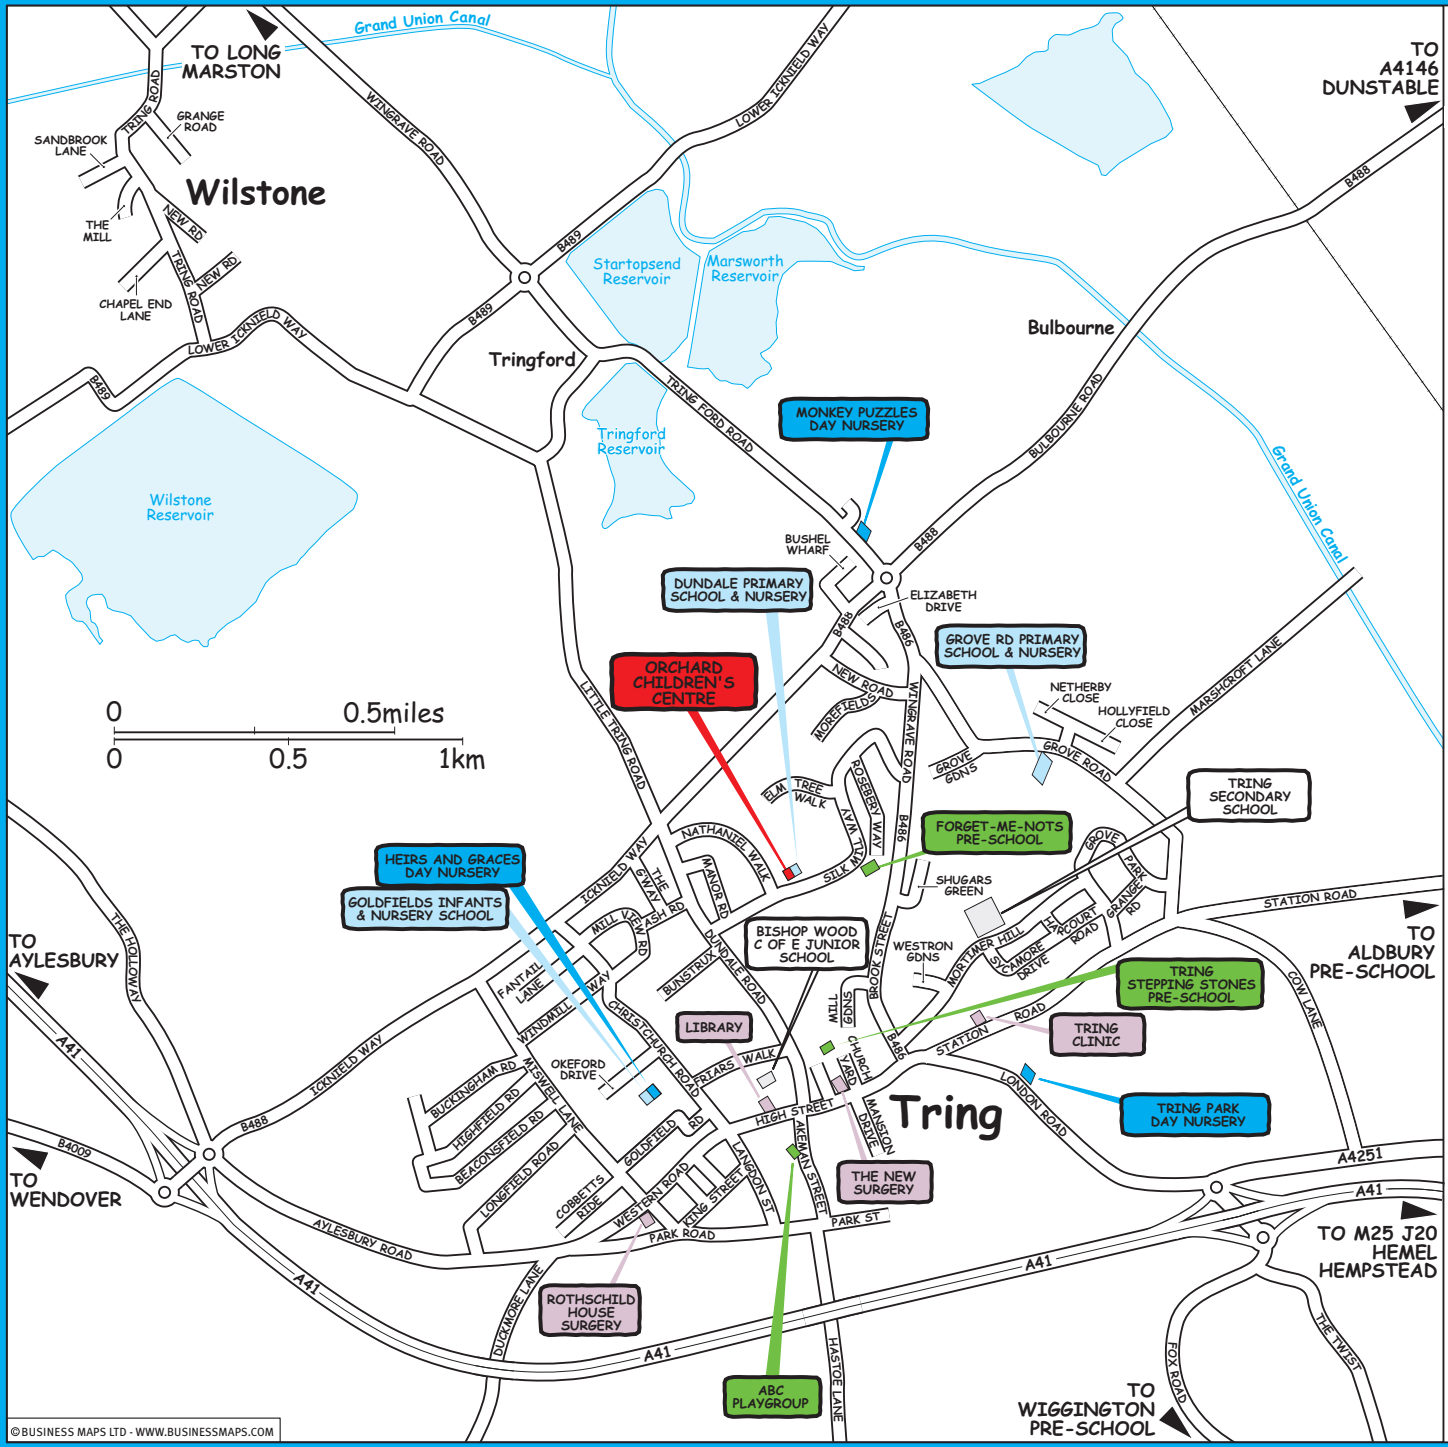 Grand Union Canal
TO LONG
MARSTON
TO
A4146
DUNSTABLE
LOWER ICKNIELD WAY
WINGRAVE ROAD
TRING ROAD
GRANGE
ROAD
SANDBROOK
LANE
Wilstone
B488
THE
MILL
NEW RD
B489
TRING ROAD
NEW RD
Startopsend
Reservoir
Marsworth
Reservoir
CHAPEL END
LANE
B489
Bulbourne
LOWER ICKNIELD WAY
Tringford
B489
TRING FORD ROAD
BULBOURNE ROAD
MONKEY PUZZLES
DAY NURSERY
Tringford
Reservoir
Grand Union Canal
Wilstone
Reservoir
BUSHEL
WHARF
B488
DUNDALE PRIMARY
SCHOOL & NURSERY
ELIZABETH
DRIVE
B488
B486
GROVE RD PRIMARY
SCHOOL & NURSERY
ORCHARD
CHILDREN'S
CENTRE
NEW ROAD
MOREFIELDS
WINGRAVE ROAD
NETHERBY
CLOSE
HOLLYFIELD
CLOSE
MARSHCROFT LANE
LITTLE TRING ROAD
0
0.5miles
0
0.5
1km
GROVE
GDNS
GROVE ROAD
ELM TREE
WALK
ROSEBERY WAY
TRING
SECONDARY
SCHOOL
B486
FORGET-ME-NOTS
PRE-SCHOOL
NATHANIEL WALK
SILK MILL WAY
GROVE
PARK
HEIRS AND GRACES
DAY NURSERY
ICKNIELD WAY
THE
G'WAY
MANOR RD
SHUGARS
GREEN
GRANGE
RD
GOLDFIELDS INFANTS
& NURSERY SCHOOL
MILL VIEW RD
ASH RD
STATION ROAD
HARCOURT
ROAD
THE HOLLOWAY
TO
AYLESBURY
BISHOP WOOD
C OF E JUNIOR
SCHOOL
BROOK STREET
WESTRON
GDNS
MORTIMER HILL
SYCAMORE
DRIVE
TO
ALDBURY
PRE-SCHOOL
DUNDALE ROAD
BUNSTRUX
FANTAIL
LANE
WINDMILL WAY
TRING
STEPPING STONES
PRE-SCHOOL
COW LANE
MILL
GDNS
CHRISTCHURCH ROAD
LIBRARY
STATION ROAD
TRING
CLINIC
A41
ICKNIELD WAY
B486
OKEFORD
DRIVE
FRIARS WALK
CHURCH
YARD
BUCKINGHAM RD
MISWELL LANE
LONDON ROAD
HIGHFIELD RD
BEACONSFIELD RD
HIGH STREET
MANSION
DRIVE
Tring
TRING PARK
DAY NURSERY
B488
B4009
GOLDFIELD RD
AKEMAN STREET
LONGFIELD ROAD
TO
WENDOVER
LANGDON ST
THE NEW
SURGERY
A4251
A41
COBBETTS
RIDE
WESTERN ROAD
KING STREET
PARK ST
AYLESBURY ROAD
PARK ROAD
TO M25 J20
HEMEL
HEMPSTEAD
A41
A41
DUCKMORE LANE
ROTHSCHILD
HOUSE
SURGERY
A41
HASTOE LANE
THE TWIST
FOX ROAD
ABC
PLAYGROUP
TO
WIGGINGTON
PRE-SCHOOL
© BUSINESS MAPS LTD - WWW.BUSINESSMAPS.COM